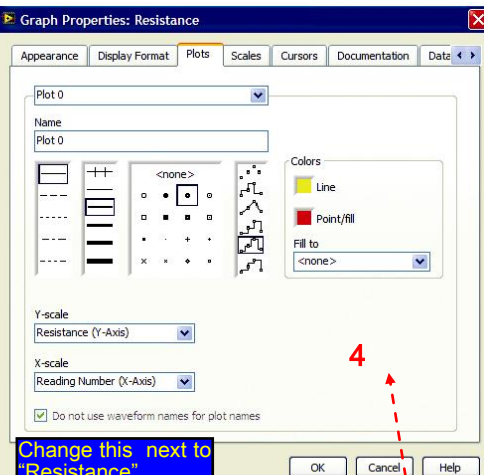 Graph Properties: Resistance
Appearance Display Format Plots Scales Cursors Documentation Data
Plot 0
Name
Plot 0
<none>
Colors
Line
Point/fill
Fill to
<none>
Y-scale
Resistance (Y-Axis)
X-scale
Reading Number (X-Axis)
4
Do not use waveform names for plot names
Change this next to
"Resistance"
OK Cancel Help